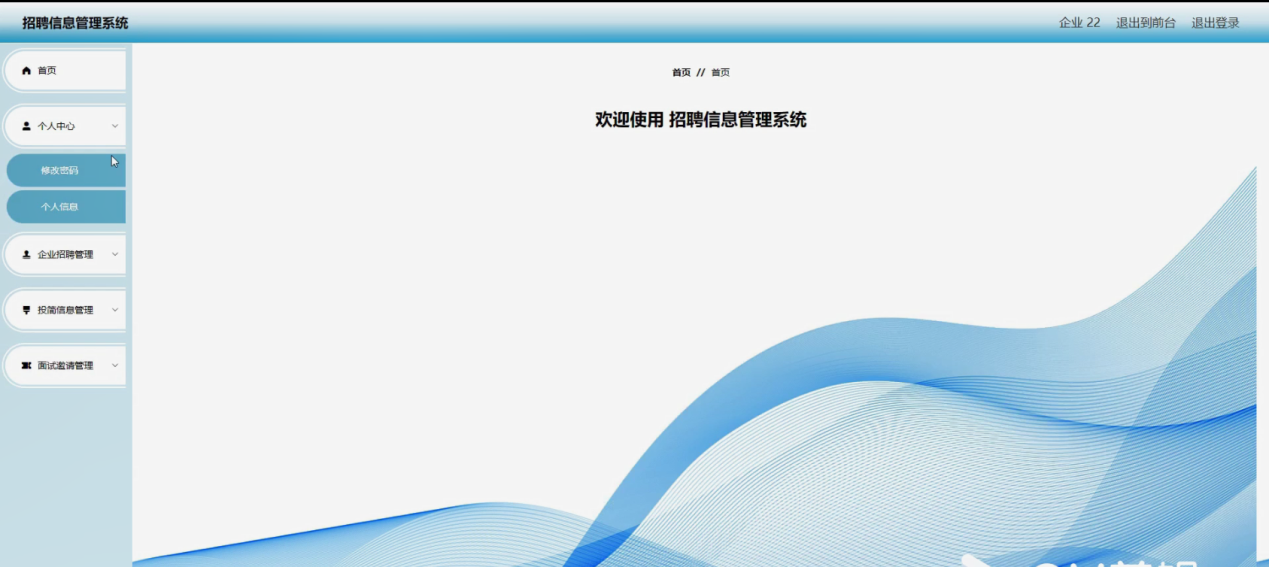 招聘信息管理系统
企业 22 退出到前台 退出登录
首页
个人中心
修改密码
个人信息
企业招聘管理
投简信息管理
面试邀请管理
首页 // 首页
欢迎使用 招聘信息管理系统